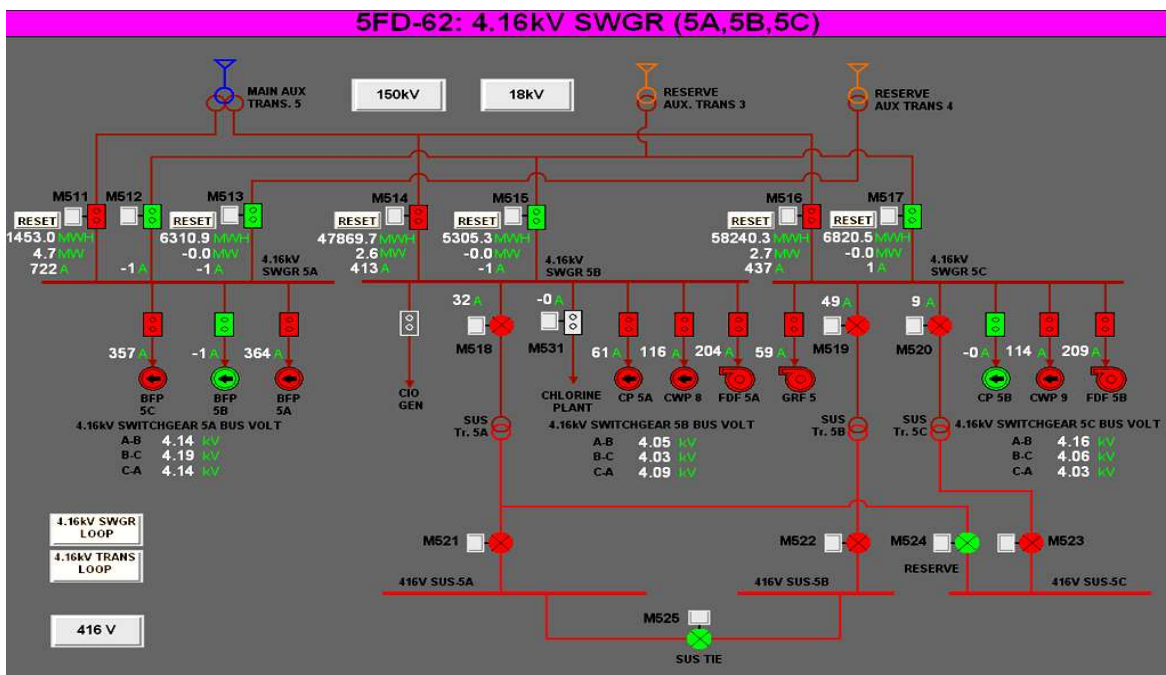 5FD-62: 4.16kV SWGR (5A,5B,5C)
MAIN AUX
TRANS. 5
150kV
18kV
RESERVE
AUX. TRANS 3
RESERVE
AUX TRANS 4
M511
M512
M513
M514
M515
M516
M517
RESET
RESET
RESET
RESET
RESET
RESET
1453.0 MWH
4.7 MW
722 A
-1 A
6310.9 MWH
-0.0 MW
-1 A
4.16kV
SWGR 5A
47869.7 MWH
2.6 MW
413 A
5305.3 MWH
-0.0 MW
-1 A
4.16kV
SWGR 5B
58240.3 MWH
2.7 MW
437 A
6820.5 MWH
-0.0 MW
1 A
4.16kV
SWGR 5C
32 A
-0 A
49 A
9 A
M518
M531
M519
M520
357 A
-1 A
364 A
61 A
116 A
204 A
59 A
-0 A
114 A
209 A
BFP
5C
BFP
5B
BFP
5A
CIO
GEN
CHLORINE
PLANT
CP 5A
CWP 8
FDF 5A
GRF 5
CP 5B
CWP 9
FDF 5B
SUS
Tr. 5A
SUS
Tr. 5B
SUS
Tr. 5C
4.16kV SWITCHGEAR 5A BUS VOLT
A-B 4.14 kV
B-C 4.19 kV
C-A 4.14 kV
4.16kV SWITCHGEAR 5B BUS VOLT
A-B 4.05 kV
B-C 4.03 kV
C-A 4.09 kV
4.16kV SWITCHGEAR 5C BUS VOLT
A-B 4.16 kV
B-C 4.06 kV
C-A 4.03 kV
4.16kV SWGR
LOOP
4.16kV TRANS
LOOP
416 V
M521
M522
M524
RESERVE
M523
416V SUS-5A
416V SUS-5B
416V SUS-5C
M525
SUS TIE